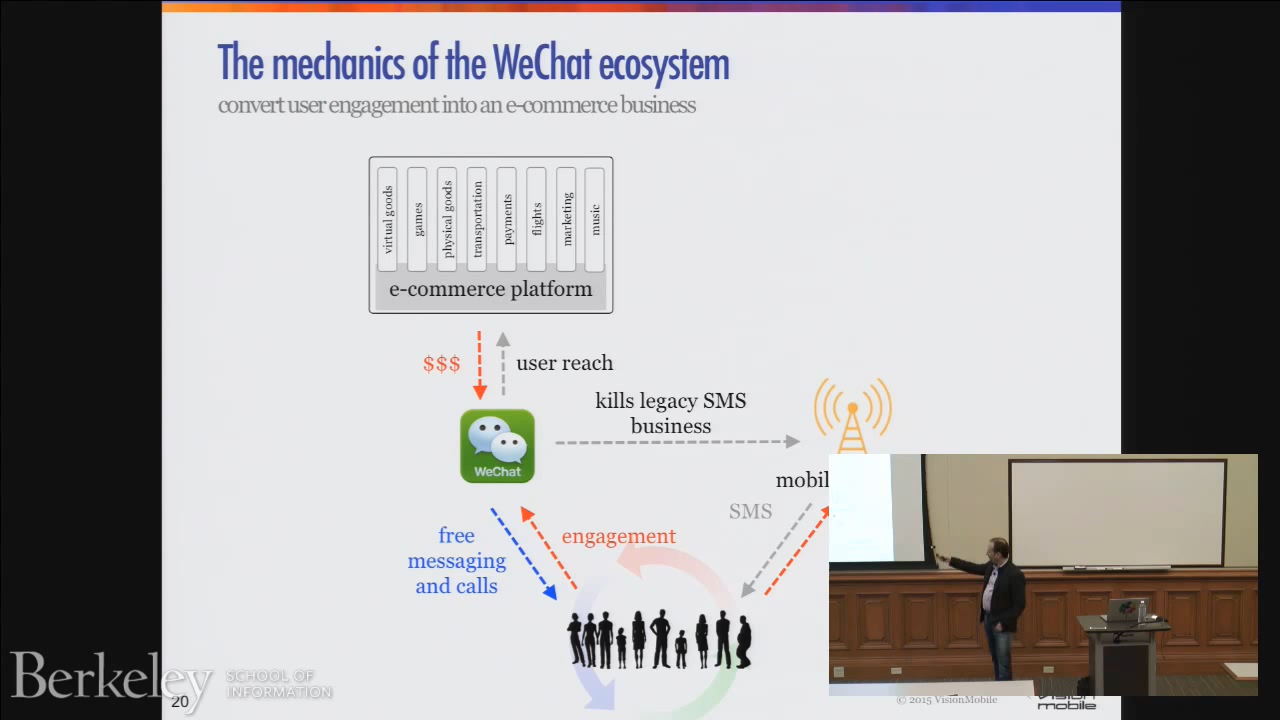 The mechanics of the WeChat ecosystem
convert user engagement into an e-commerce business
virtual goods
games
physical goods
transportation
payments
flights
marketing
music
e-commerce platform
$$$
user reach
kills legacy SMS
business
WeChat
mobil
SMS
free
messaging
and calls
engagement
Berkeley
SCHOOL OF
INFORMATION
20
© 2015 VisionMobile
vision
mobile